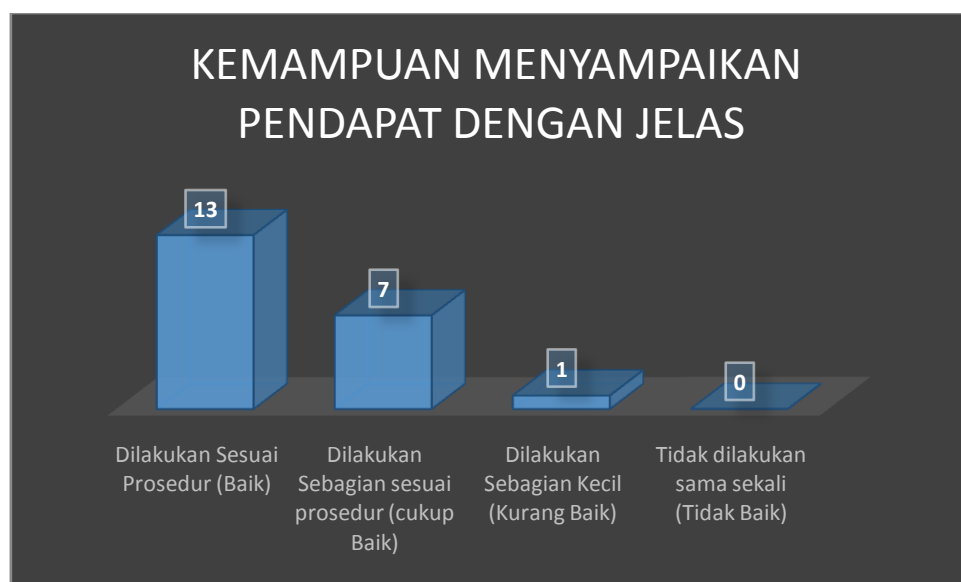 KEMAMPUAN MENYAMPAIKAN
PENDAPAT DENGAN JELAS
13
7
1
0
Dilakukan Sesuai
Prosedur (Baik)
Dilakukan
Sebagian sesuai
prosedur (cukup
Baik)
Dilakukan
Sebagian Kecil
(Kurang Baik)
Tidak dilakukan
sama sekali
(Tidak Baik)